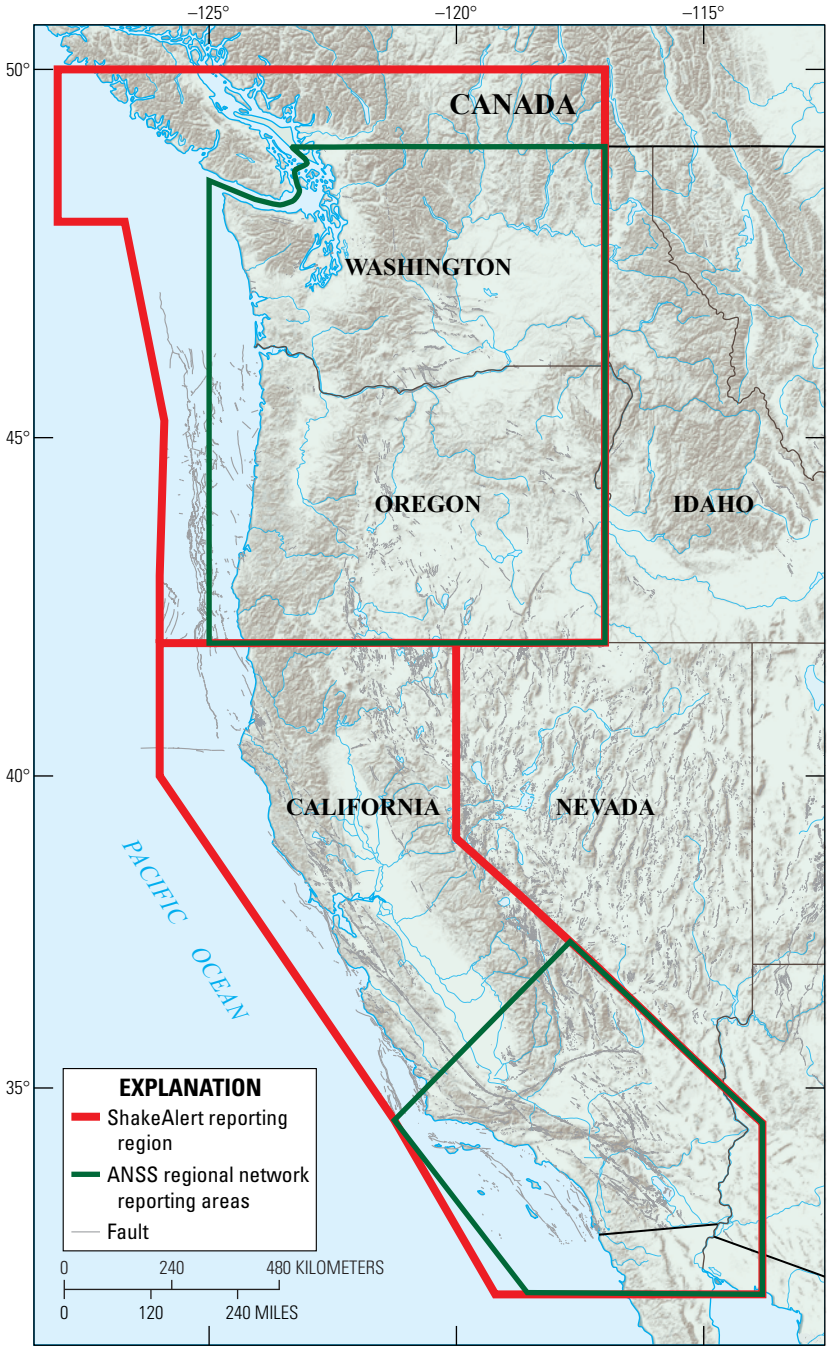 −125° −120° −115°
50°
CANADA
WASHINGTON
45°
OREGON
IDAHO
40°
CALIFORNIA
NEVADA
PACIFIC OCEAN
35°
EXPLANATION
ShakeAlert reporting
region
ANSS regional network
reporting areas
Fault
0 240 480 KILOMETERS
0 120 240 MILES